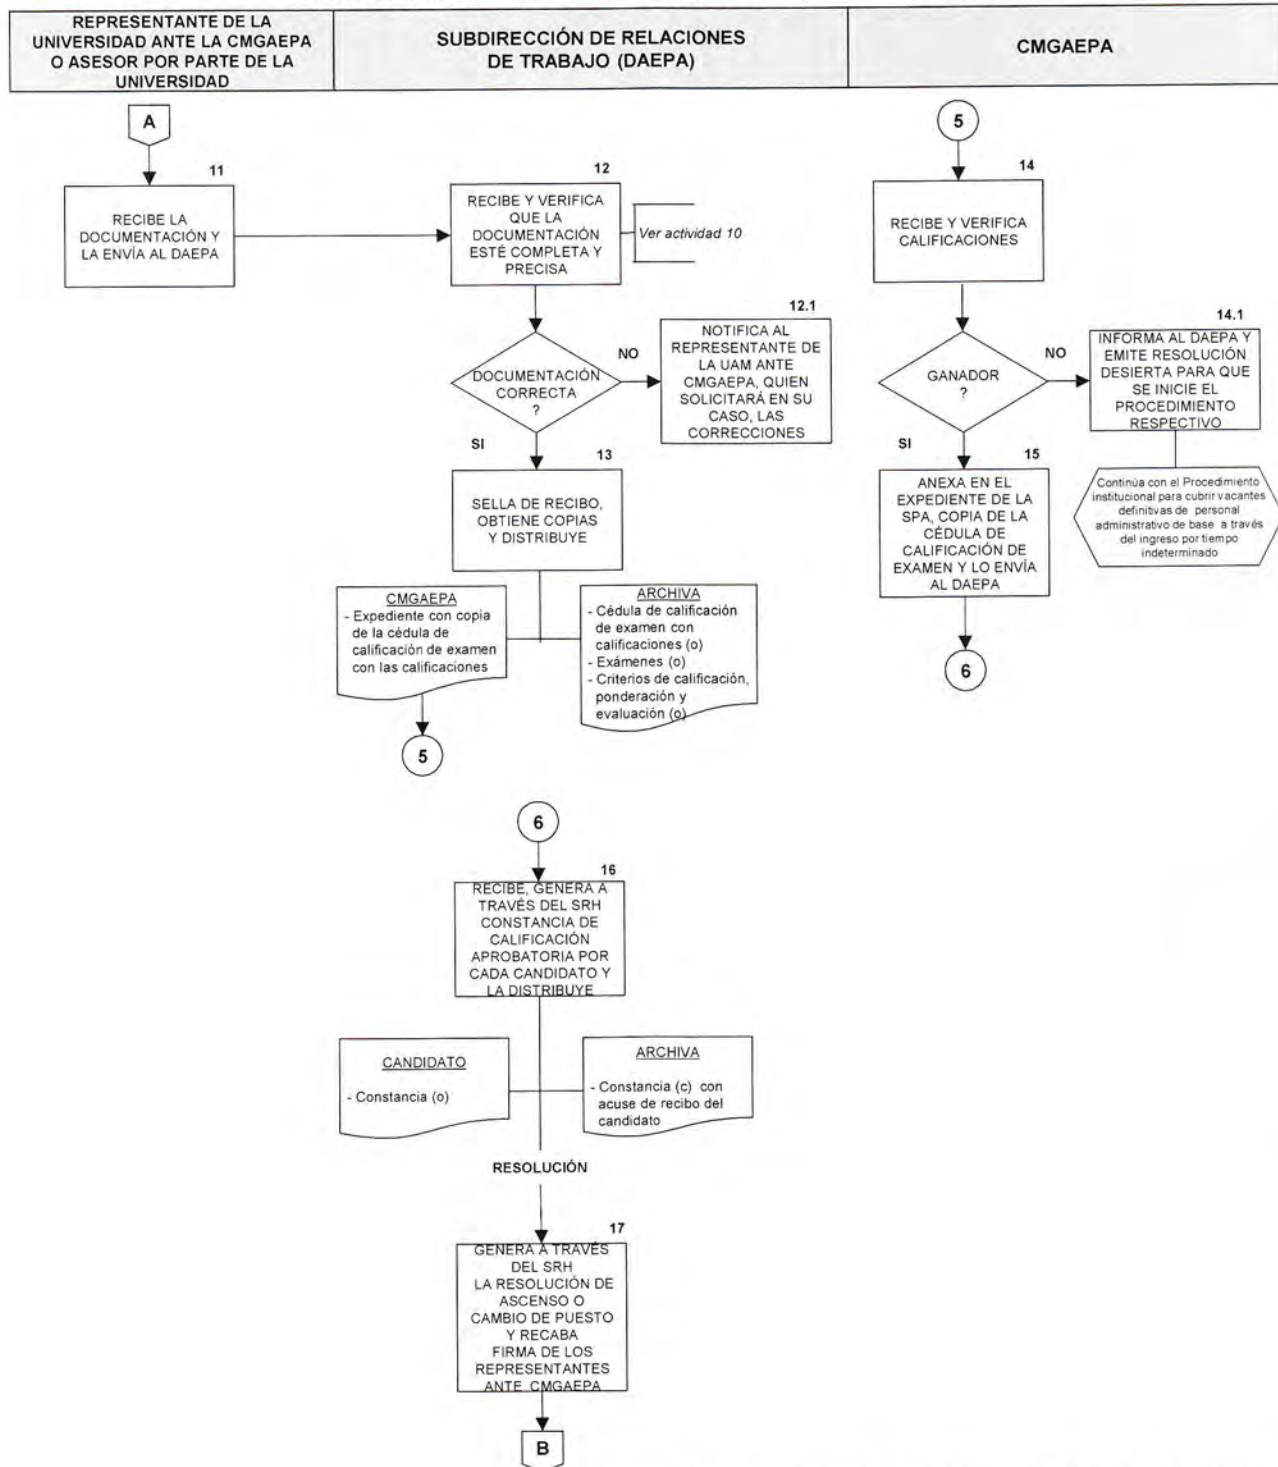 REPRESENTANTE DE LA
UNIVERSIDAD ANTE LA CMGAEPA
O ASESOR POR PARTE DE LA
UNIVERSIDAD
SUBDIRECCIÓN DE RELACIONES
DE TRABAJO (DAEPA)
CMGAEPA
A
11
RECIBE LA
DOCUMENTACIÓN Y
LA ENVÍA AL DAEPA
12
RECIBE Y VERIFICA
QUE LA
DOCUMENTACIÓN
ESTÉ COMPLETA Y
PRECISA
Ver actividad 10
DOCUMENTACIÓN
CORRECTA
?
NO
12.1
NOTIFICA AL
REPRESENTANTE DE
LA UAM ANTE
CMGAEPA, QUIEN
SOLICITARÁ EN SU
CASO, LAS
CORRECCIONES
SI
13
SELLA DE RECIBO,
OBTIENE COPIAS
Y DISTRIBUYE
CMGAEPA
- Expediente con copia
de la cédula de
calificación de examen
con las calificaciones
ARCHIVA
- Cédula de calificación
de examen con
calificaciones (o)
- Exámenes (o)
- Criterios de calificación,
ponderación y
evaluación (o)
5
5
14
RECIBE Y VERIFICA
CALIFICACIONES
GANADOR
?
NO
14.1
INFORMA AL DAEPA Y
EMITE RESOLUCIÓN
DESIERTA PARA QUE
SE INICIE EL
PROCEDIMIENTO
RESPECTIVO
Continúa con el Procedimiento
institucional para cubrir vacantes
definitivas de personal
administrativo de base a través
del ingreso por tiempo
indeterminado
SI
15
ANEXA EN EL
EXPEDIENTE DE LA
SPA, COPIA DE LA
CÉDULA DE
CALIFICACIÓN DE
EXAMEN Y LO ENVÍA
AL DAEPA
6
6
16
RECIBE, GENERA A
TRAVÉS DEL SRH
CONSTANCIA DE
CALIFICACIÓN
APROBATORIA POR
CADA CANDIDATO Y
LA DISTRIBUYE
CANDIDATO
- Constancia (o)
ARCHIVA
- Constancia (c) con
acuse de recibo del
candidato
RESOLUCIÓN
17
GENERA A TRAVÉS
DEL SRH
LA RESOLUCIÓN DE
ASCENSO O
CAMBIO DE PUESTO
Y RECABA
FIRMA DE LOS
REPRESENTANTES
ANTE CMGAEPA
B